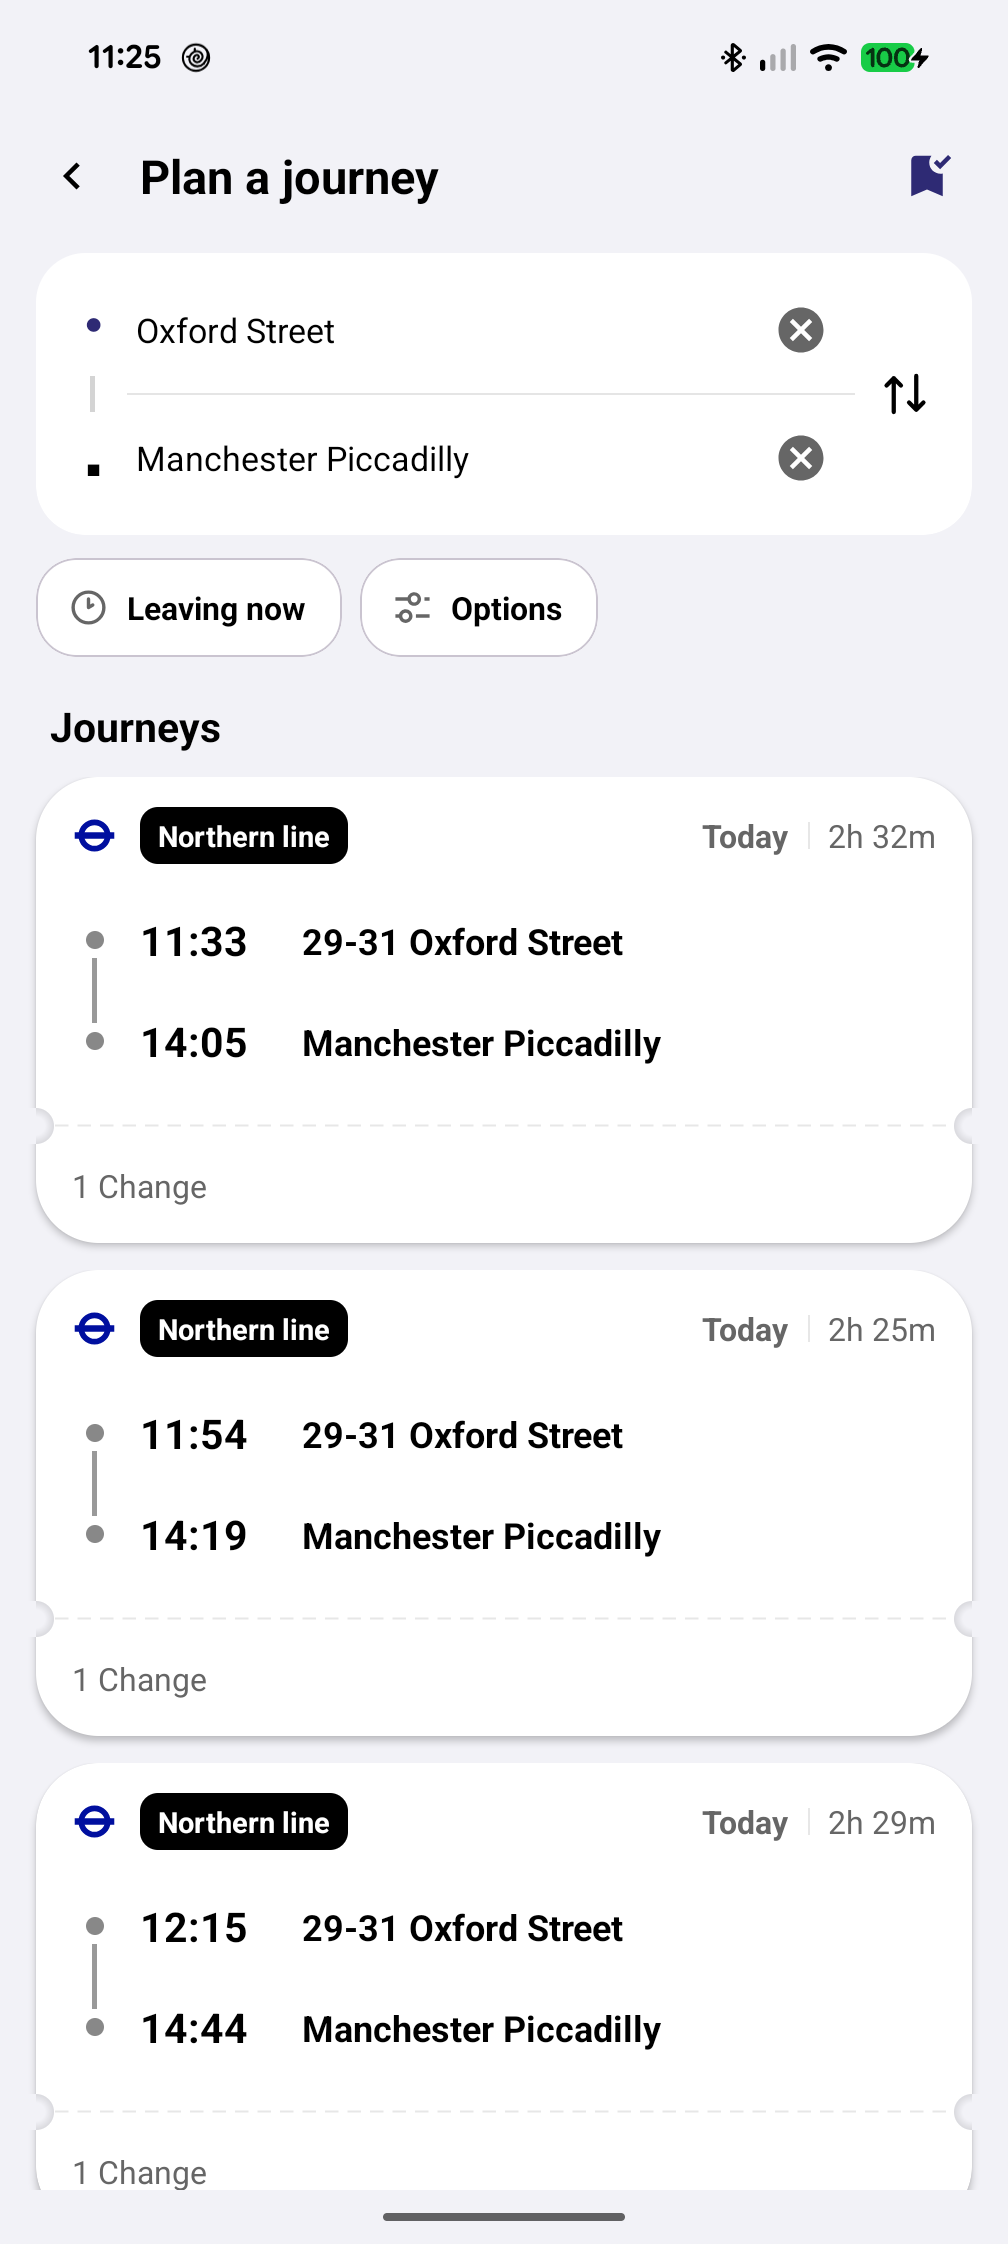 11:25 100
Plan a journey
Oxford Street
Manchester Piccadilly
Leaving now Options
Journeys
Northern line Today 2h 32m
11:33 29-31 Oxford Street
14:05 Manchester Piccadilly
1 Change
Northern line Today 2h 25m
11:54 29-31 Oxford Street
14:19 Manchester Piccadilly
1 Change
Northern line Today 2h 29m
12:15 29-31 Oxford Street
14:44 Manchester Piccadilly
1 Change